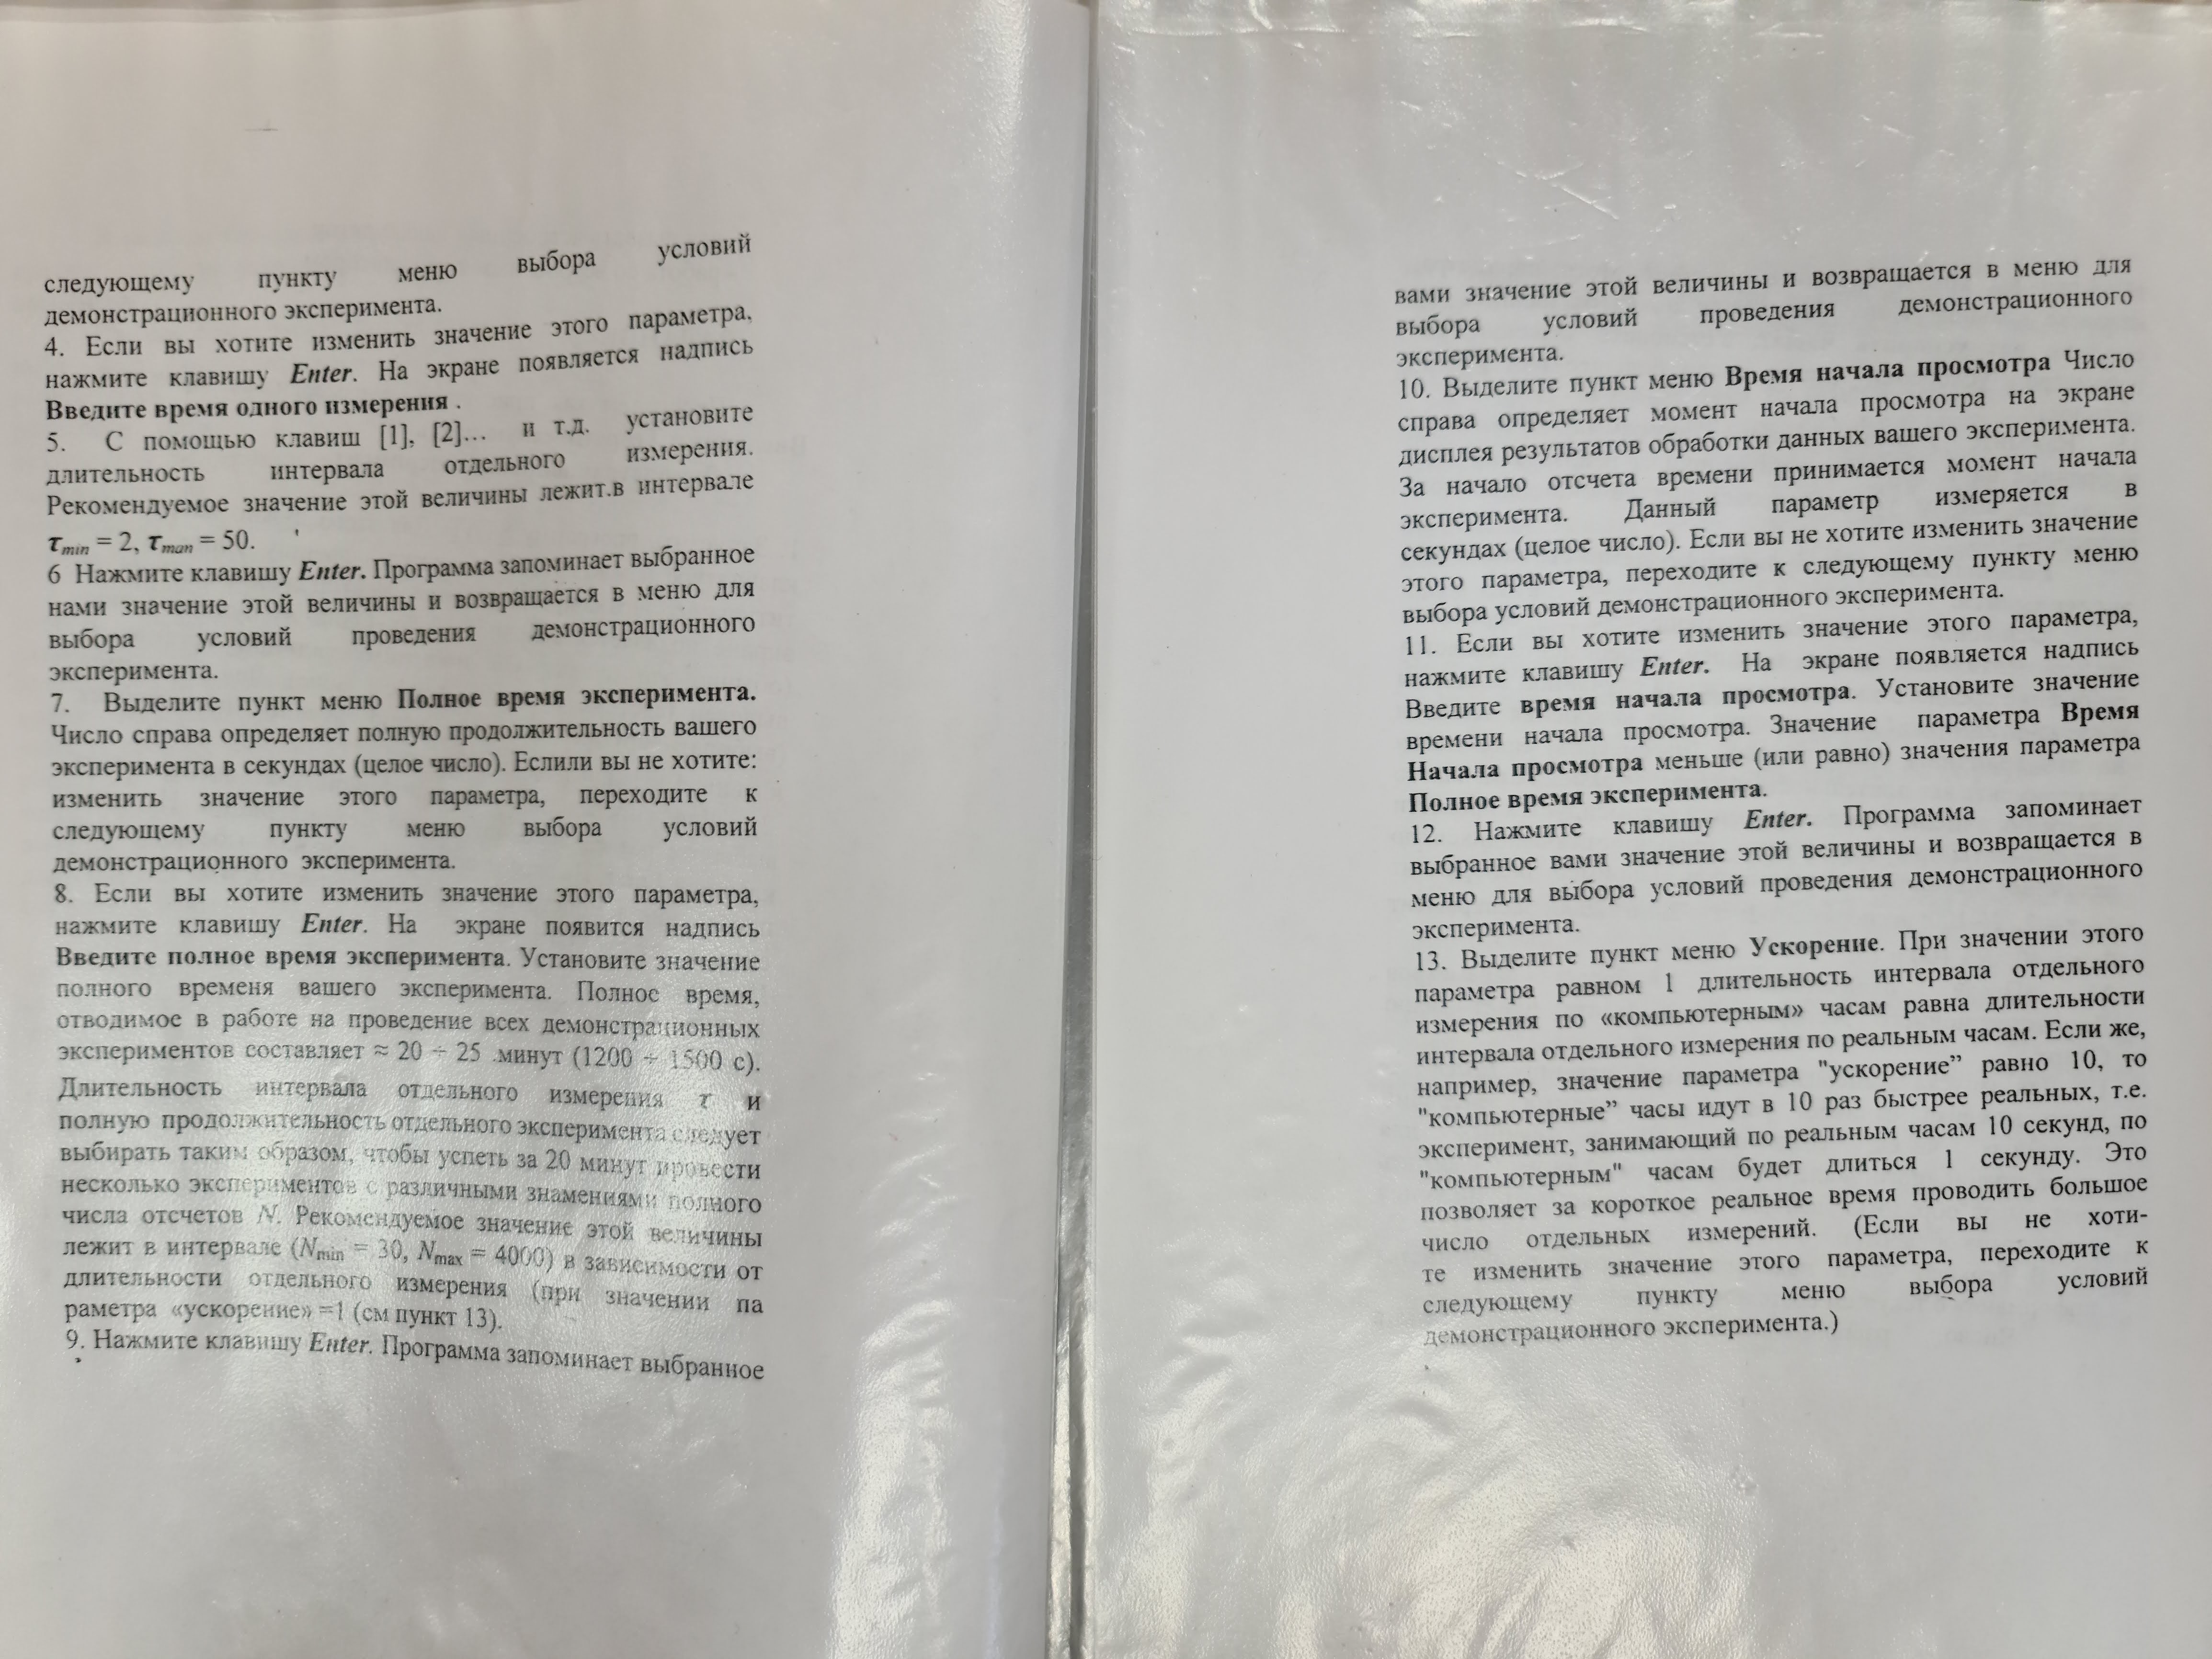 следующему пункту меню выбора условий
демонстрационного эксперимента.
4. Если вы хотите изменить значение этого параметра,
нажмите клавишу Enter. На экране появляется надпись
Введите время одного измерения .
5. С помощью клавиш [1], [2]… и т.д. установите
длительность интервала отдельного измерения.
Рекомендуемое значение этой величины лежит.в интервале
τmin = 2, τman = 50.
6 Нажмите клавишу Enter. Программа запоминает выбранное
нами значение этой величины и возвращается в меню для
выбора условий проведения демонстрационного
эксперимента.
7. Выделите пункт меню Полное время эксперимента.
Число справа определяет полную продолжительность вашего
эксперимента в секундах (целое число). Еслили вы не хотите:
изменить значение этого параметра, переходите к
следующему пункту меню выбора условий
демонстрационного эксперимента.
8. Если вы хотите изменить значение этого параметра,
нажмите клавишу Enter. На экране появится надпись
Введите полное время эксперимента. Установите значение
полного временя вашего эксперимента. Полное время,
отводимое в работе на проведение всех демонстрационных
экспериментов составляет ≈ 20 ÷ 25 .минут (1200 ÷ 1500 с).
Длительность интервала отдельного измерения τ и
полную продолжительность отдельного эксперимента следует
выбирать таким образом, чтобы успеть за 20 минут провести
несколько экспериментов с различными знамениями полного
числа отсчетов N. Рекомендуемое значение этой величины
лежит в интервале (Nmin = 30, Nmax = 4000) в зависимости от
длительности отдельного измерения (при значении па
раметра «ускорение» =1 (см пункт 13).
9. Нажмите клавишу Enter. Программа запоминает выбранное
вами значение этой величины и возвращается в меню для
выбора условий проведения демонстрационного
эксперимента.
10. Выделите пункт меню Время начала просмотра Число
справа определяет момент начала просмотра на экране
дисплея результатов обработки данных вашего эксперимента.
За начало отсчета времени принимается момент начала
эксперимента. Данный параметр измеряется в
секундах (целое число). Если вы не хотите изменить значение
этого параметра, переходите к следующему пункту меню
выбора условий демонстрационного эксперимента.
11. Если вы хотите изменить значение этого параметра,
нажмите клавишу Enter. На экране появляется надпись
Введите время начала просмотра. Установите значение
времени начала просмотра. Значение параметра Время
Начала просмотра меньше (или равно) значения параметра
Полное время эксперимента.
12. Нажмите клавишу Enter. Программа запоминает
выбранное вами значение этой величины и возвращается в
меню для выбора условий проведения демонстрационного
эксперимента.
13. Выделите пункт меню Ускорение. При значении этого
параметра равном 1 длительность интервала отдельного
измерения по «компьютерным» часам равна длительности
интервала отдельного измерения по реальным часам. Если же,
например, значение параметра "ускорение” равно 10, то
"компьютерные” часы идут в 10 раз быстрее реальных, т.е.
эксперимент, занимающий по реальным часам 10 секунд, по
"компьютерным" часам будет длиться 1 секунду. Это
позволяет за короткое реальное время проводить большое
число отдельных измерений. (Если вы не хоти-
те изменить значение этого параметра, переходите к
следующему пункту меню выбора условий
демонстрационного эксперимента.)